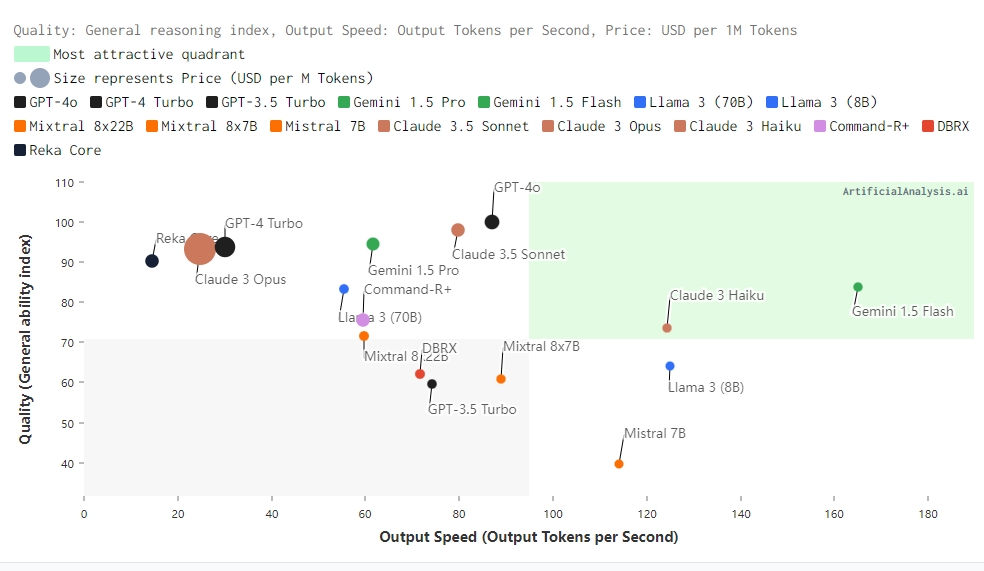 Quality: General reasoning index, Output Speed: Output Tokens per Second, Price: USD per 1M Tokens
Most attractive quadrant
Size represents Price (USD per M Tokens)
GPT-4o GPT-4 Turbo GPT-3.5 Turbo Gemini 1.5 Pro Gemini 1.5 Flash Llama 3 (70B) Llama 3 (8B)
Mixtral 8x22B Mixtral 8x7B Mistral 7B Claude 3.5 Sonnet Claude 3 Opus Claude 3 Haiku Command-R+ DBRX
Reka Core
ArtificialAnalysis.ai
Quality (General ability index)
110
100
90
80
70
60
50
40
GPT-4o
GPT-4 Turbo
Reka Core
Claude 3.5 Sonnet
Gemini 1.5 Pro
Claude 3 Opus
Command-R+
Claude 3 Haiku
Gemini 1.5 Flash
Llama 3 (70B)
DBRX
Mixtral 8x7B
Mixtral 8x22B
Llama 3 (8B)
GPT-3.5 Turbo
Mistral 7B
0 20 40 60 80 100 120 140 160 180
Output Speed (Output Tokens per Second)